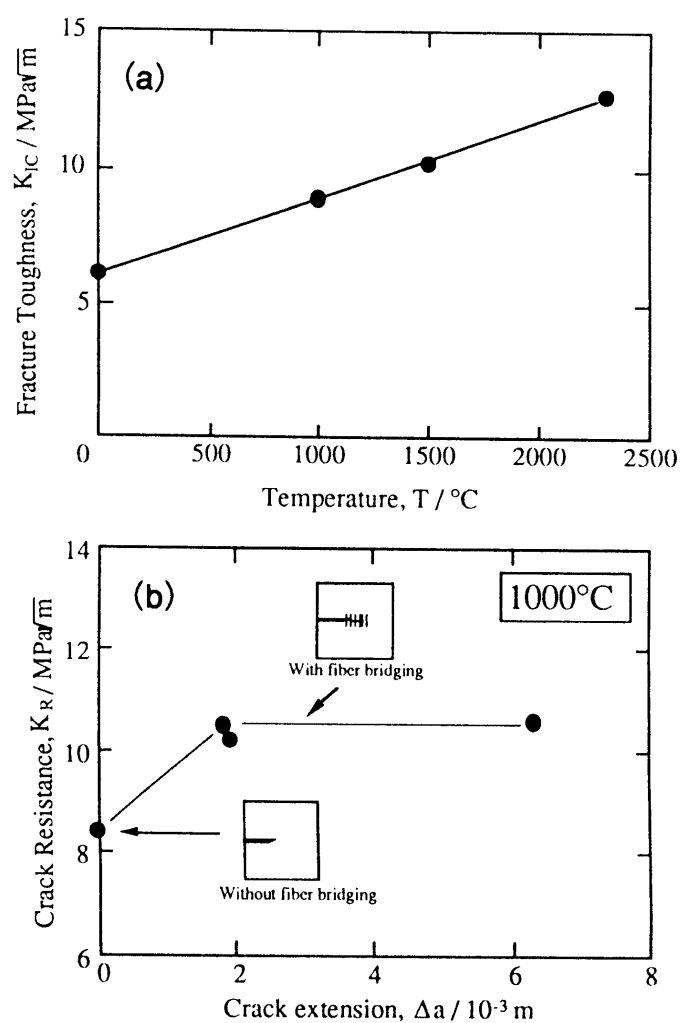 15
(a)
10
5
Fracture Toughness, K_IC / MPa√m
0 500 1000 1500 2000 2500
Temperature, T / °C
14
(b)
1000°C
12
With fiber bridging
10
8
Without fiber bridging
6
Crack Resistance, K_R / MPa√m
0 2 4 6 8
Crack extension, Δa / 10⁻³ m